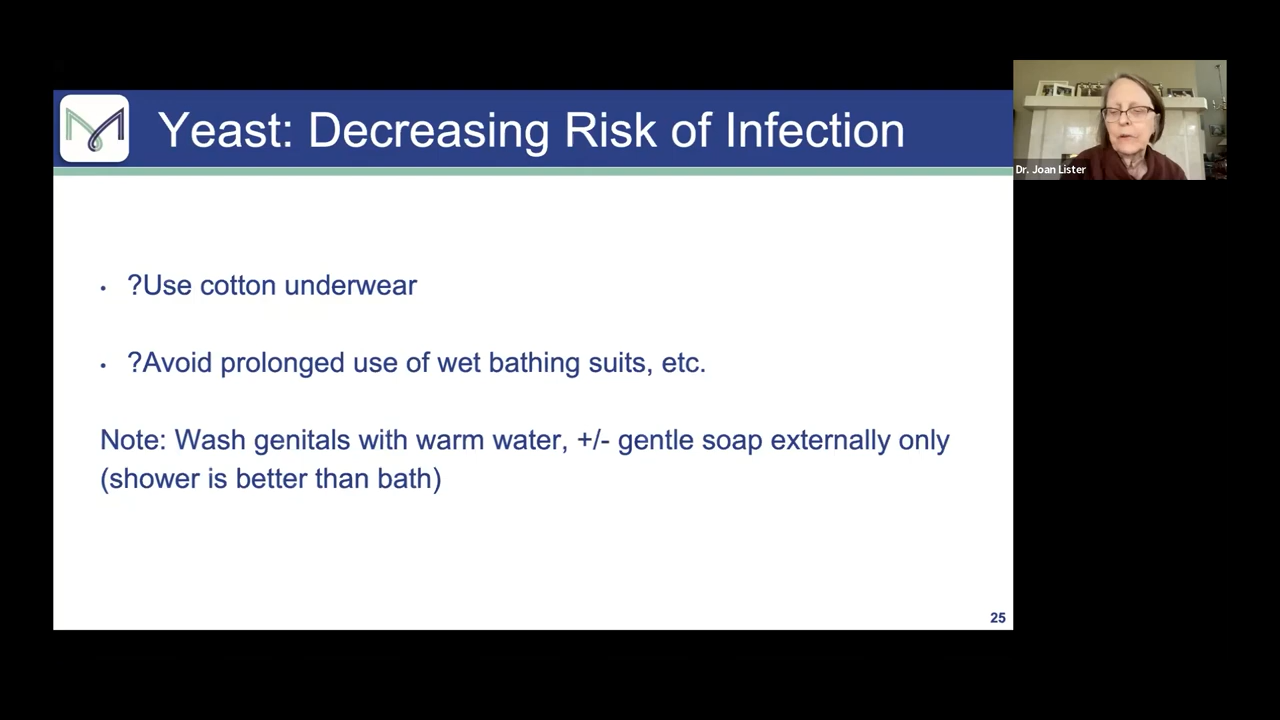 Yeast: Decreasing Risk of Infection
Dr. Joan Lister
• ?Use cotton underwear
• ?Avoid prolonged use of wet bathing suits, etc.
Note: Wash genitals with warm water, +/- gentle soap externally only
(shower is better than bath)
25